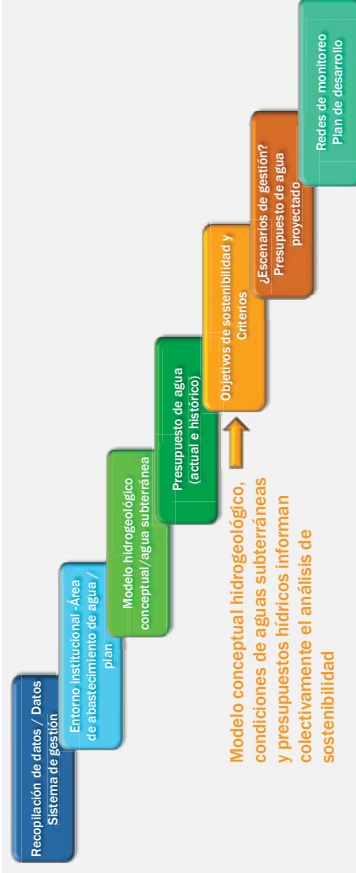 Recopilación de datos / Datos
Sistema de gestión
Entorno institucional -Área
de abastecimiento de agua /
plan
Modelo hidrogeológico
conceptual/agua subterránea
Presupuesto de agua
(actual e histórico)
Objetivos de sostenibilidad y
Criterios
¿Escenarios de gestión?
Presupuesto de agua
proyectado
Redes de monitoreo
Plan de desarrollo
Modelo conceptual hidrogeológico,
condiciones de aguas subterráneas
y presupuestos hídricos informan
colectivamente el análisis de
sostenibilidad